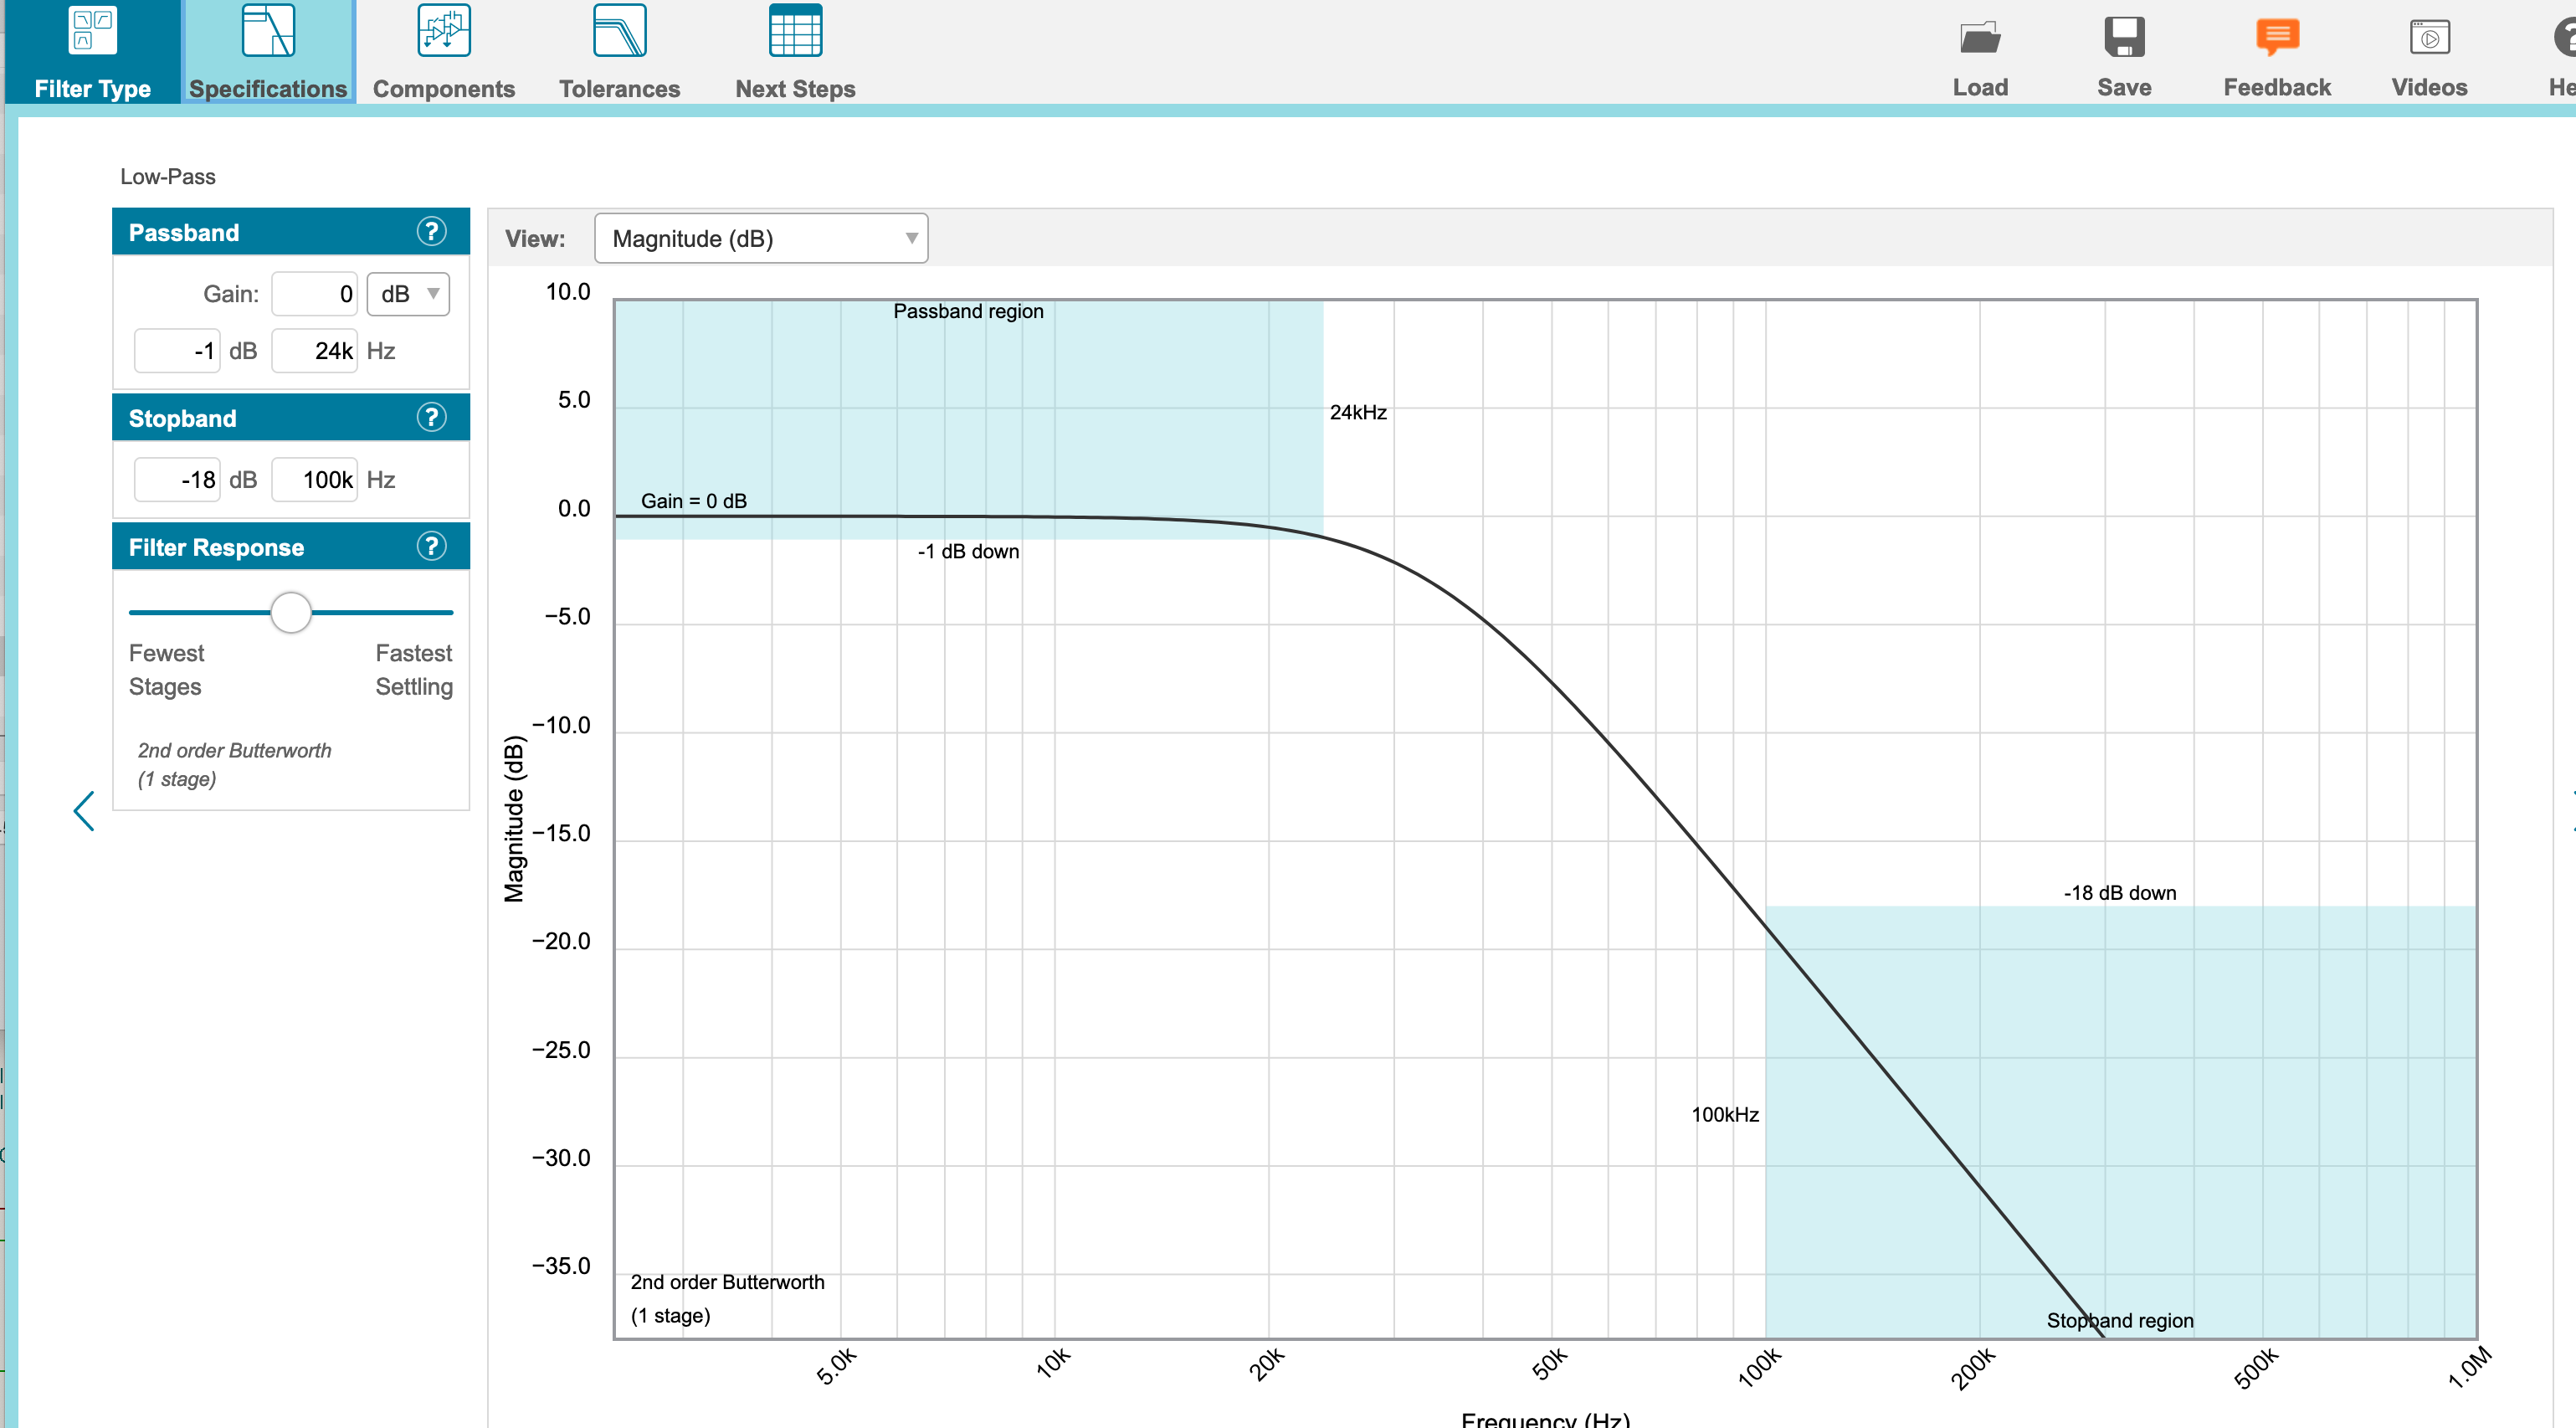 Filter Type
Specifications
Components
Tolerances
Next Steps
Load
Save
Feedback
Videos
Low-Pass
Passband ?
Gain: 0 dB
-1 dB 24k Hz
Stopband ?
-18 dB 100k Hz
Filter Response ?
Fewest
Stages
Fastest
Settling
2nd order Butterworth
(1 stage)
View: Magnitude (dB)
10.0
5.0
0.0
−5.0
−10.0
−15.0
−20.0
−25.0
−30.0
−35.0
Magnitude (dB)
Passband region
24kHz
Gain = 0 dB
-1 dB down
-18 dB down
100kHz
2nd order Butterworth
(1 stage)
Stopband region
5.0k
10k
20k
50k
100k
200k
500k
1.0M
Frequency (Hz)